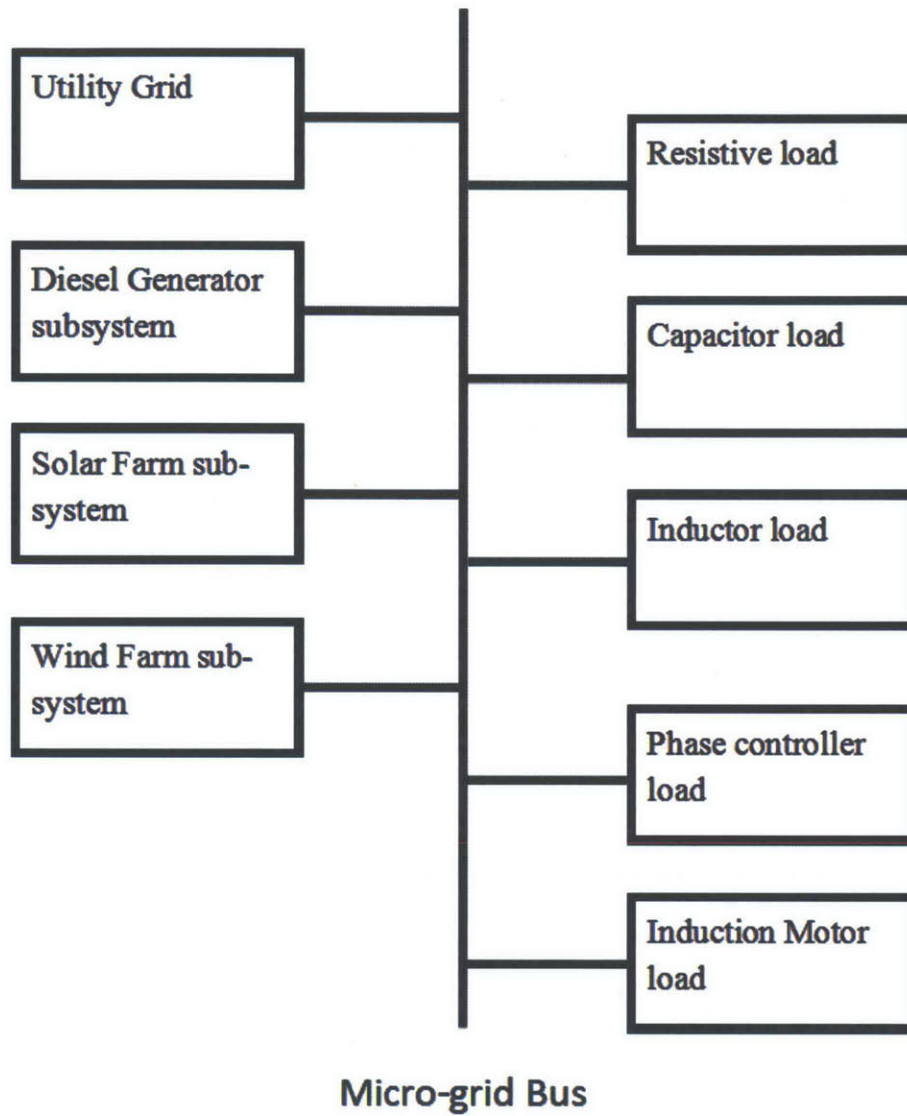 Utility Grid
Diesel Generator
subsystem
Solar Farm sub-
system
Wind Farm sub-
system
Resistive load
Capacitor load
Inductor load
Phase controller
load
Induction Motor
load
Micro-grid Bus